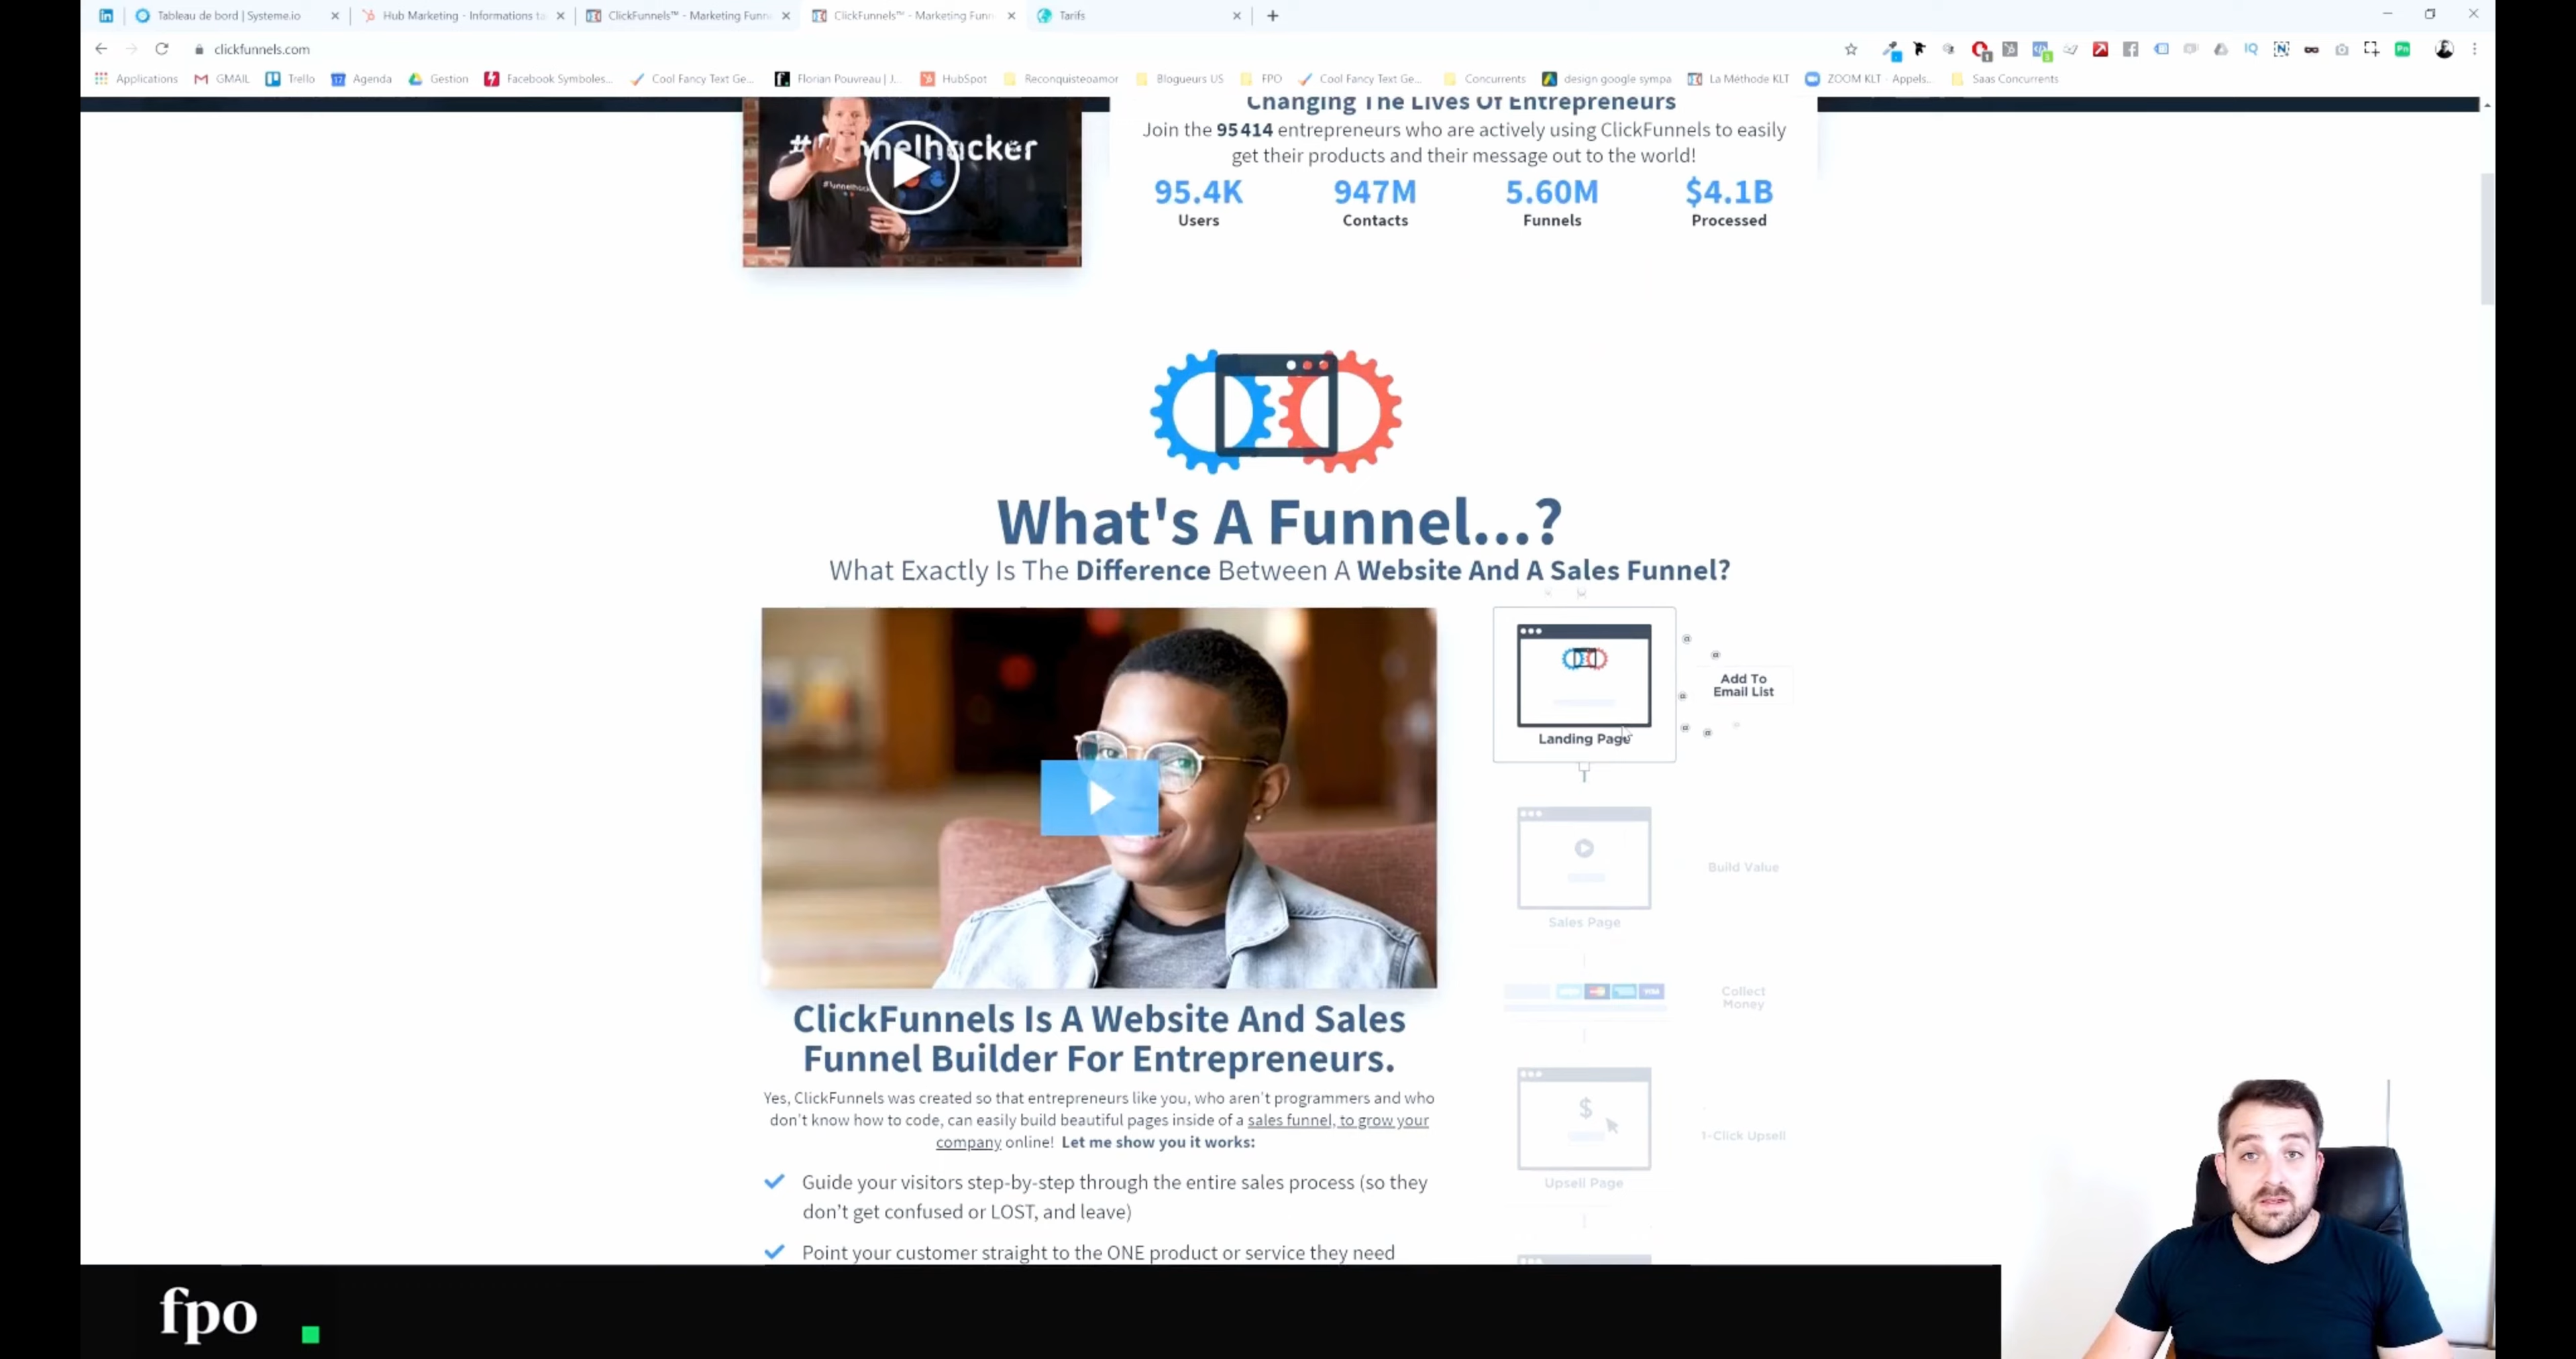 Tableau de bord | Systeme.io
Hub Marketing - Informations ta
ClickFunnels™ - Marketing Funn
ClickFunnels™ - Marketing Funn
Tarifs
clickfunnels.com
Applications
GMAIL
Trello
Agenda
Gestion
Facebook Symboles...
Cool Fancy Text Ge...
Florian Pouvreau | J...
HubSpot
Reconquisteoamor
Blogueurs US
FPO
Cool Fancy Text Ge...
Concurrents
design google sympa
La Méthode KLT
ZOOM KLT - Appels...
Saas Concurrents
Changing The Lives Of Entrepreneurs
Join the 95 414 entrepreneurs who are actively using ClickFunnels to easily
get their products and their message out to the world!
95.4K
Users
947M
Contacts
5.60M
Funnels
$4.1B
Processed
What's A Funnel...?
What Exactly Is The Difference Between A Website And A Sales Funnel?
Landing Page
Add To
Email List
Sales Page
Build Value
Collect
Money
$
Upsell Page
1-Click Upsell
ClickFunnels Is A Website And Sales
Funnel Builder For Entrepreneurs.
Yes, ClickFunnels was created so that entrepreneurs like you, who aren't programmers and who
don't know how to code, can easily build beautiful pages inside of a sales funnel, to grow your
company online! Let me show you it works:
Guide your visitors step-by-step through the entire sales process (so they
don't get confused or LOST, and leave)
Point your customer straight to the ONE product or service they need
fpo